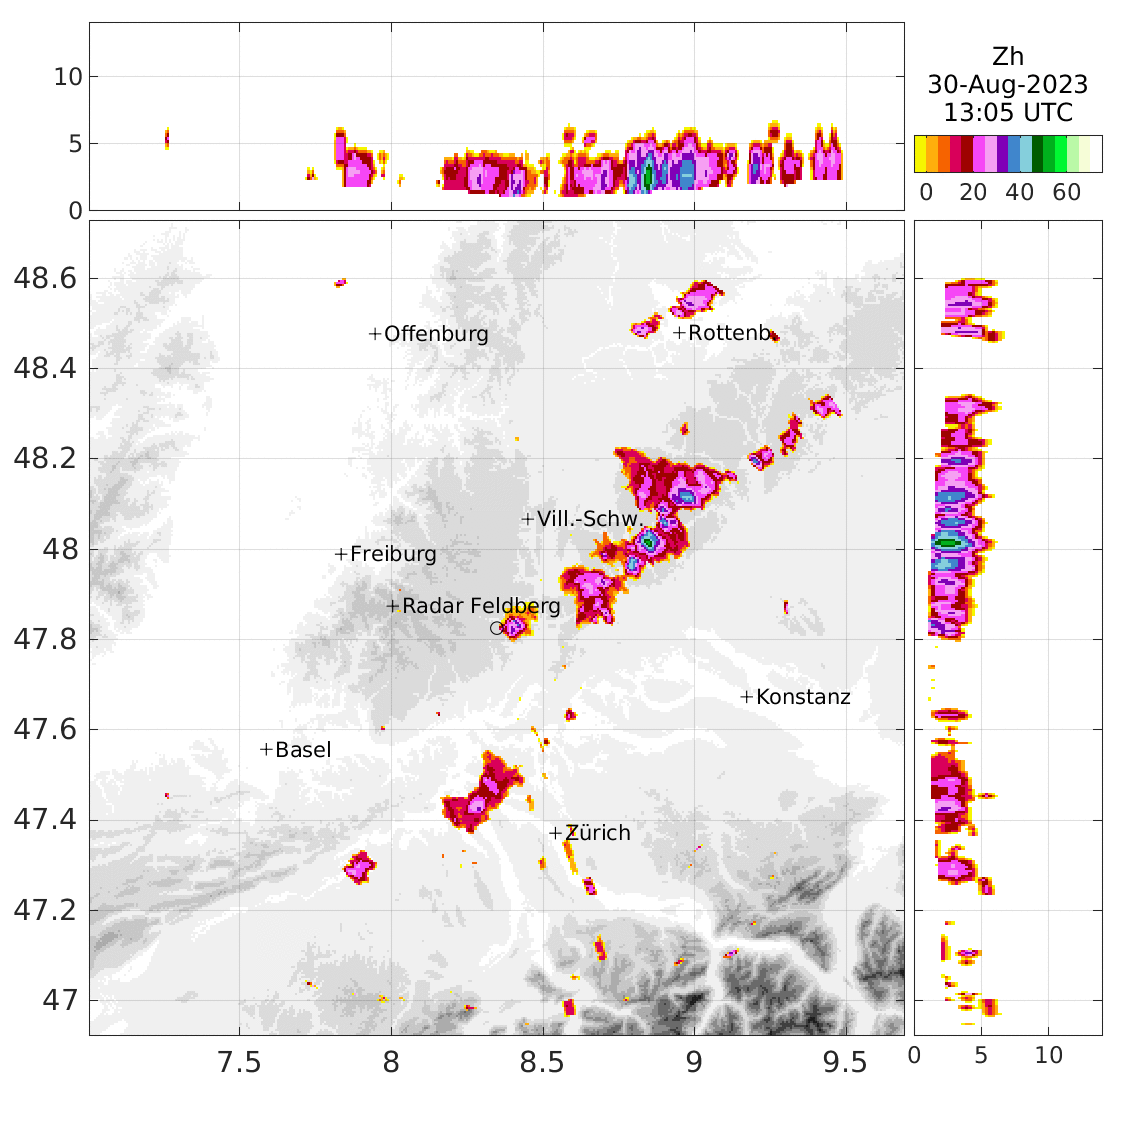 10
5
0
Zh
30-Aug-2023
13:05 UTC
0 20 40 60
48.6
48.4
48.2
48
47.8
47.6
47.4
47.2
47
+Offenburg
+Rottenb.
+Vill.-Schw.
+Freiburg
+Radar Feldberg
+Konstanz
+Basel
+Zürich
7.5 8 8.5 9 9.5
0 5 10